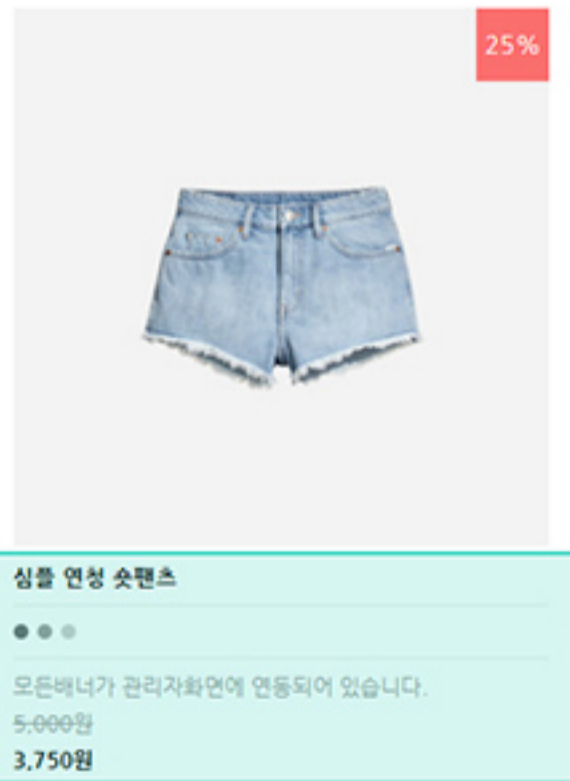 25%
심플 연청 숏팬츠
모든배너가 관리자화면에 연동되어 있습니다.
5,000원
3,750원